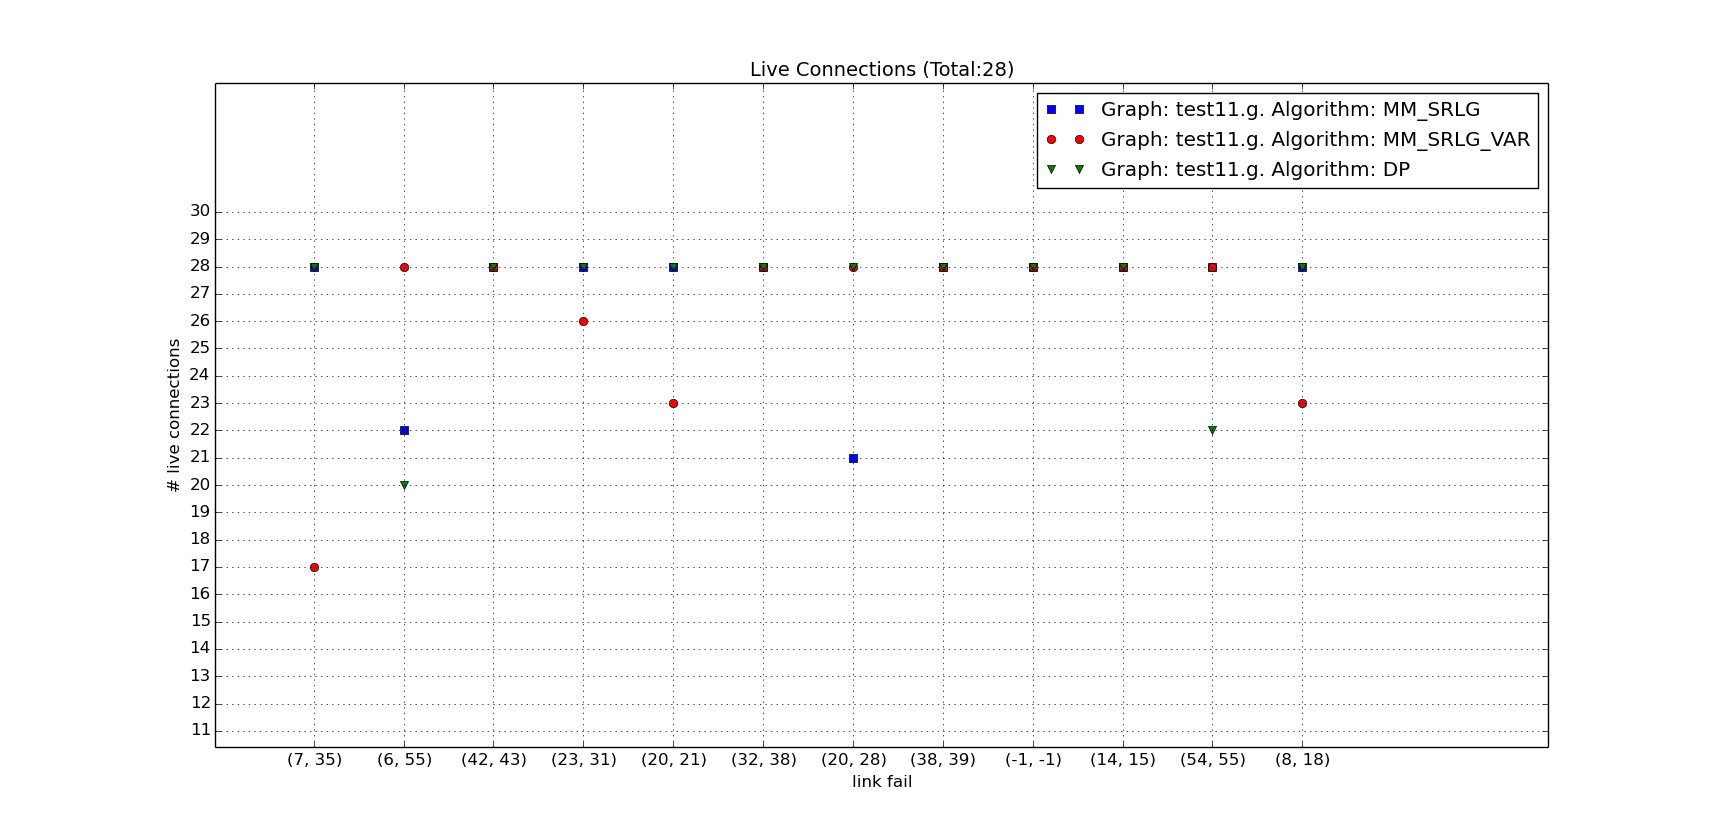 Live Connections (Total:28)
Graph: test11.g. Algorithm: MM_SRLG
Graph: test11.g. Algorithm: MM_SRLG_VAR
Graph: test11.g. Algorithm: DP
30
29
28
27
26
25
24
23
22
21
20
19
18
17
16
15
14
13
12
11
# live connections
(7, 35) (6, 55) (42, 43) (23, 31) (20, 21) (32, 38) (20, 28) (38, 39) (-1, -1) (14, 15) (54, 55) (8, 18)
link fail